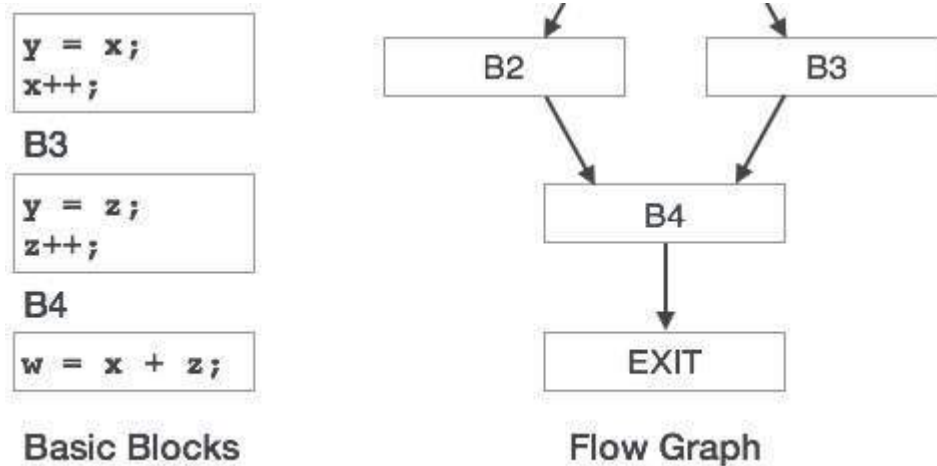 y = x;
x++;
B3
y = z;
z++;
B4
w = x + z;
Basic Blocks
B2
B3
B4
EXIT
Flow Graph